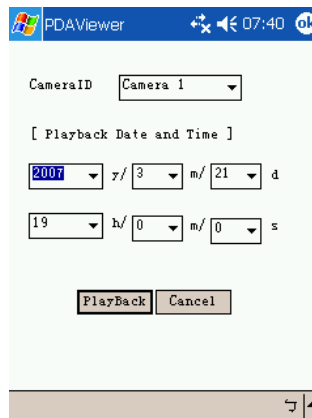 PDAViewer 07:40 ok
CameraID Camera 1
[ Playback Date and Time ]
2007 y/ 3 m/ 21 d
19 h/ 0 m/ 0 s
PlayBack Cancel